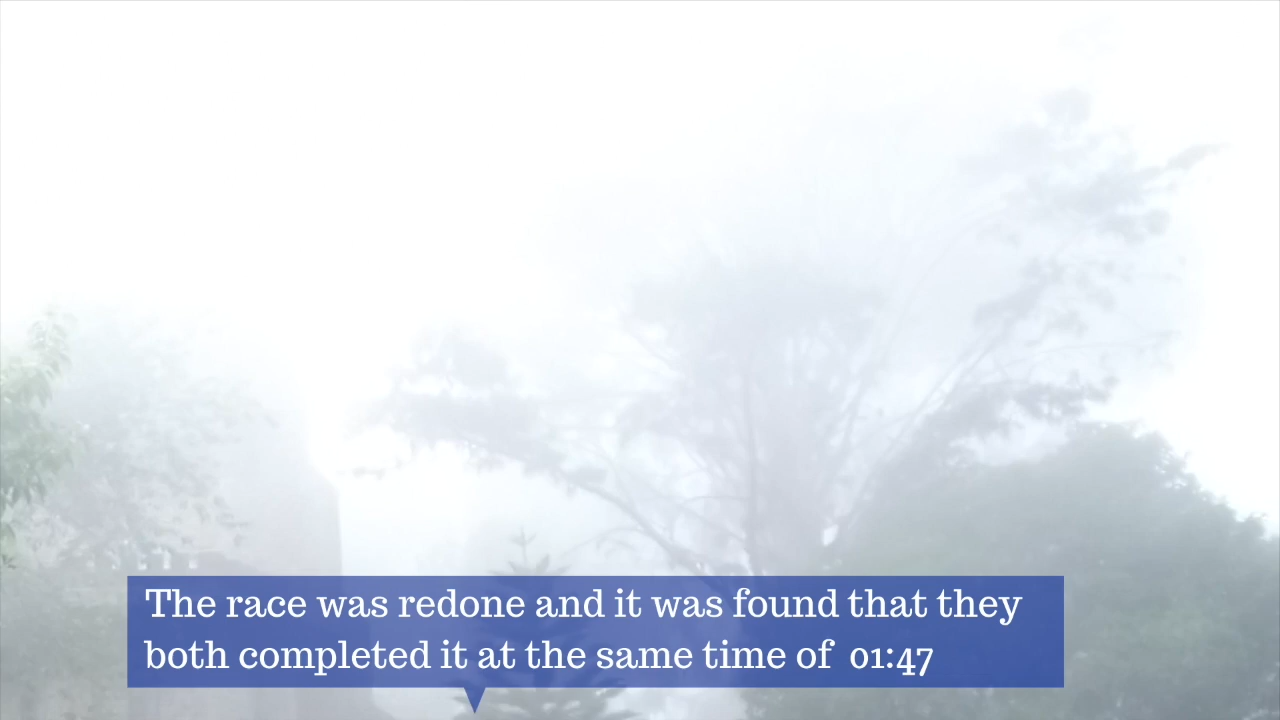 The race was redone and it was found that they
both completed it at the same time of 01:47